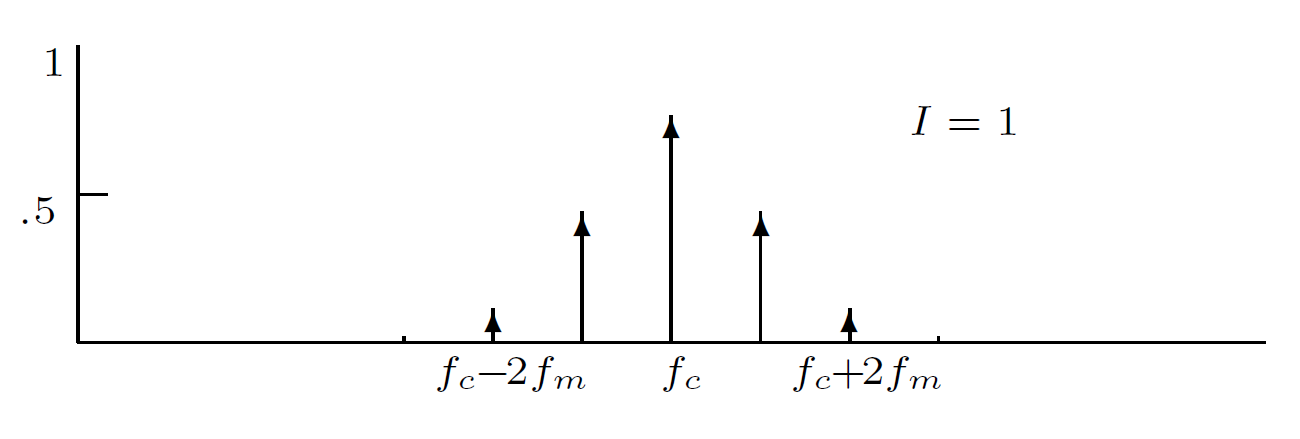 1
I = 1
.5
f_c−2f_m f_c f_c+2f_m